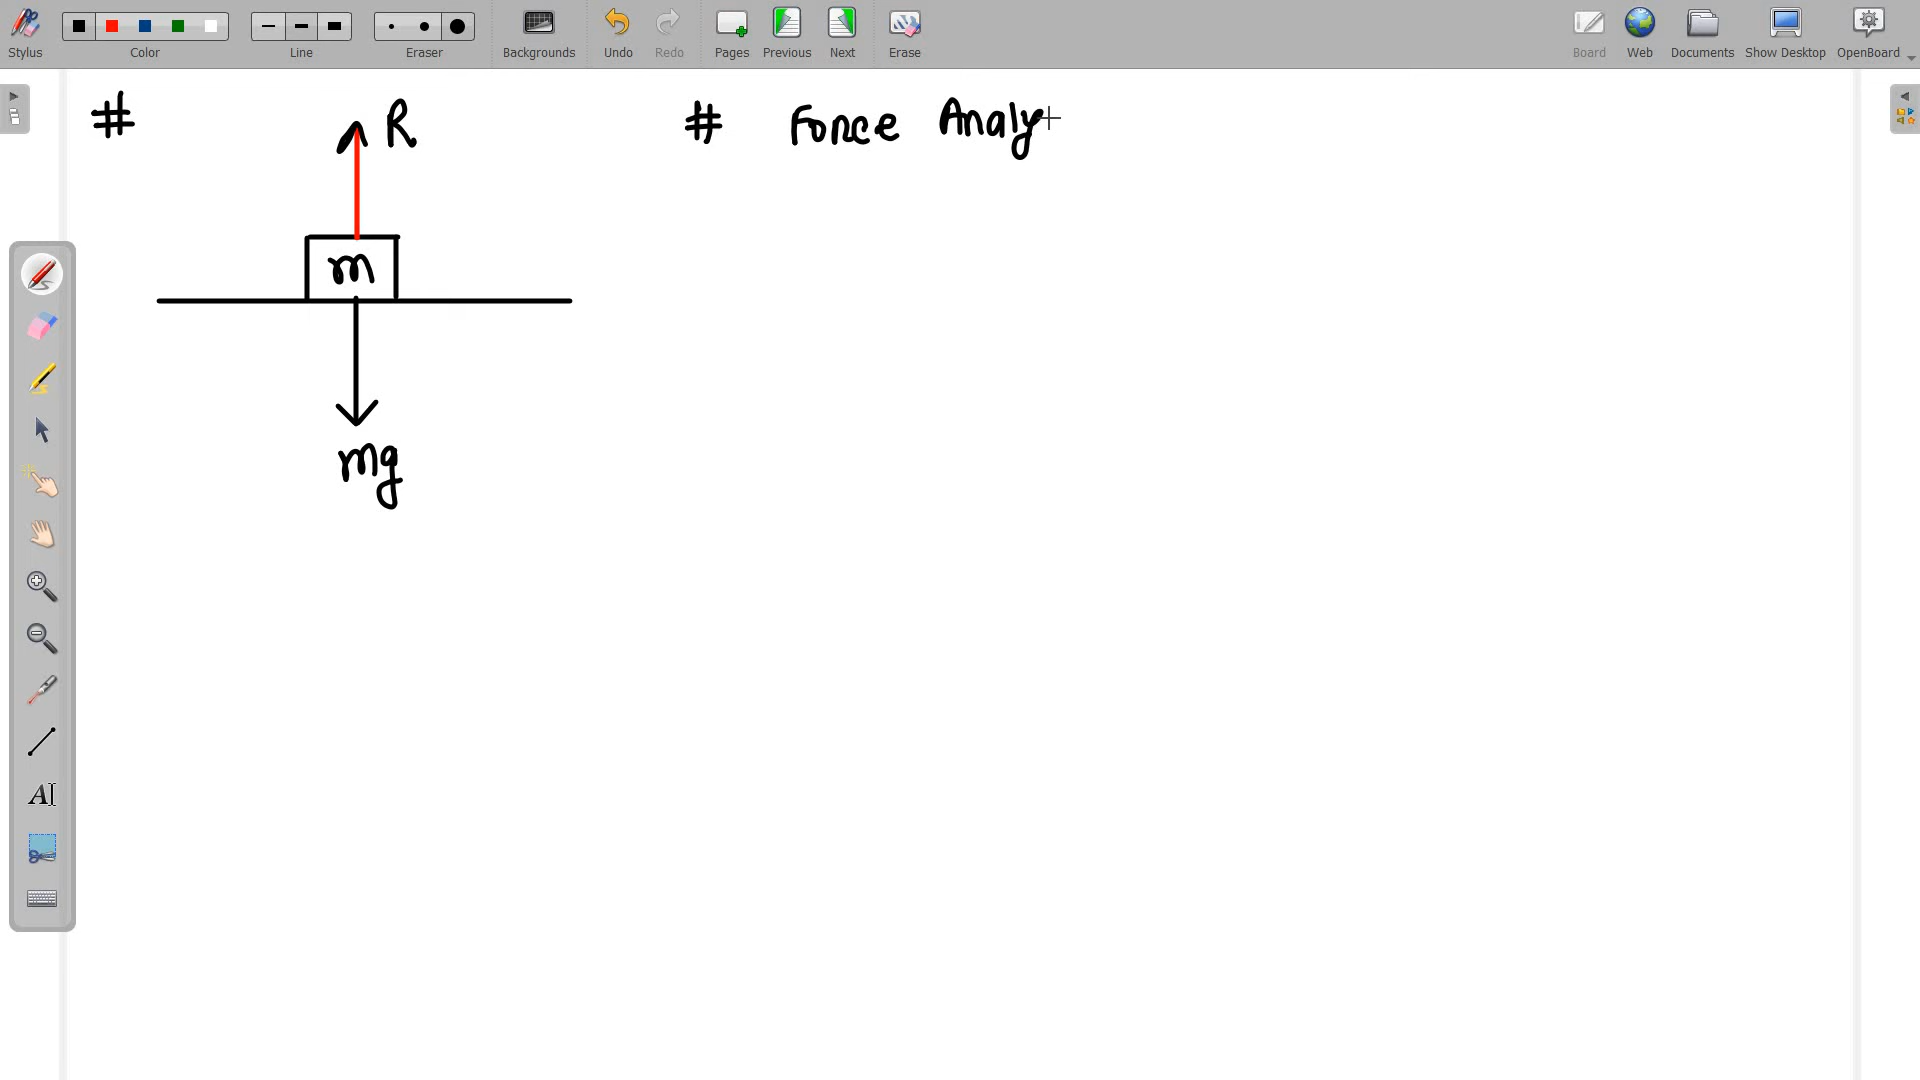 Stylus Color Line Eraser Backgrounds Undo Redo Pages Previous Next Erase Board Web Documents Show Desktop OpenBoard
# R
# Force Analy
m
mg